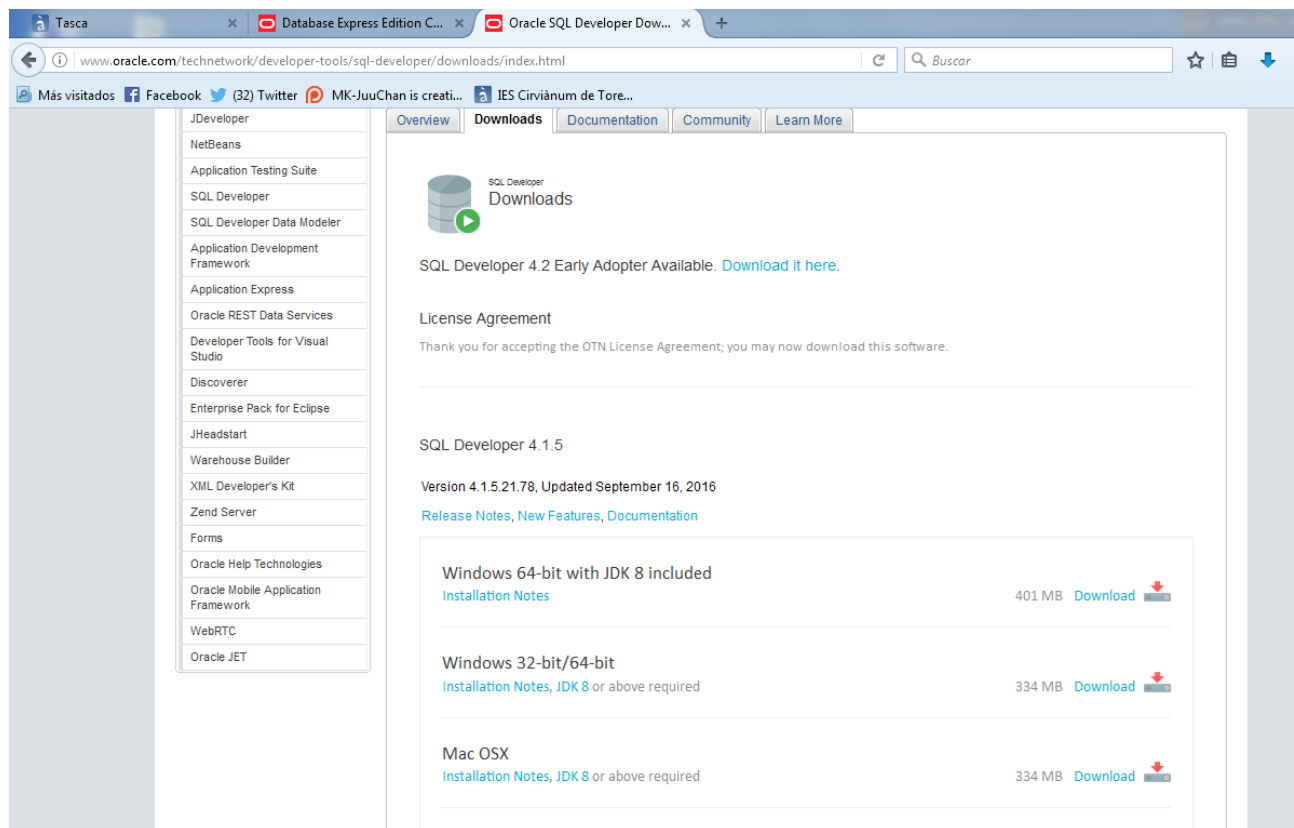 Tasca
Database Express Edition C...
Oracle SQL Developer Dow...
www.oracle.com/technetwork/developer-tools/sql-developer/downloads/index.html
Buscar
Más visitados
Facebook
(32) Twitter
MK-JuuChan is creati...
IES Cirviànum de Tore...
JDeveloper
NetBeans
Application Testing Suite
SQL Developer
SQL Developer Data Modeler
Application Development
Framework
Application Express
Oracle REST Data Services
Developer Tools for Visual
Studio
Discoverer
Enterprise Pack for Eclipse
JHeadstart
Warehouse Builder
XML Developer's Kit
Zend Server
Forms
Oracle Help Technologies
Oracle Mobile Application
Framework
WebRTC
Oracle JET
Overview
Downloads
Documentation
Community
Learn More
SQL Developer
Downloads
SQL Developer 4.2 Early Adopter Available. Download it here.
License Agreement
Thank you for accepting the OTN License Agreement; you may now download this software.
SQL Developer 4.1.5
Version 4.1.5.21.78, Updated September 16, 2016
Release Notes, New Features, Documentation
Windows 64-bit with JDK 8 included
Installation Notes
401 MB Download
Windows 32-bit/64-bit
Installation Notes, JDK 8 or above required
334 MB Download
Mac OSX
Installation Notes, JDK 8 or above required
334 MB Download